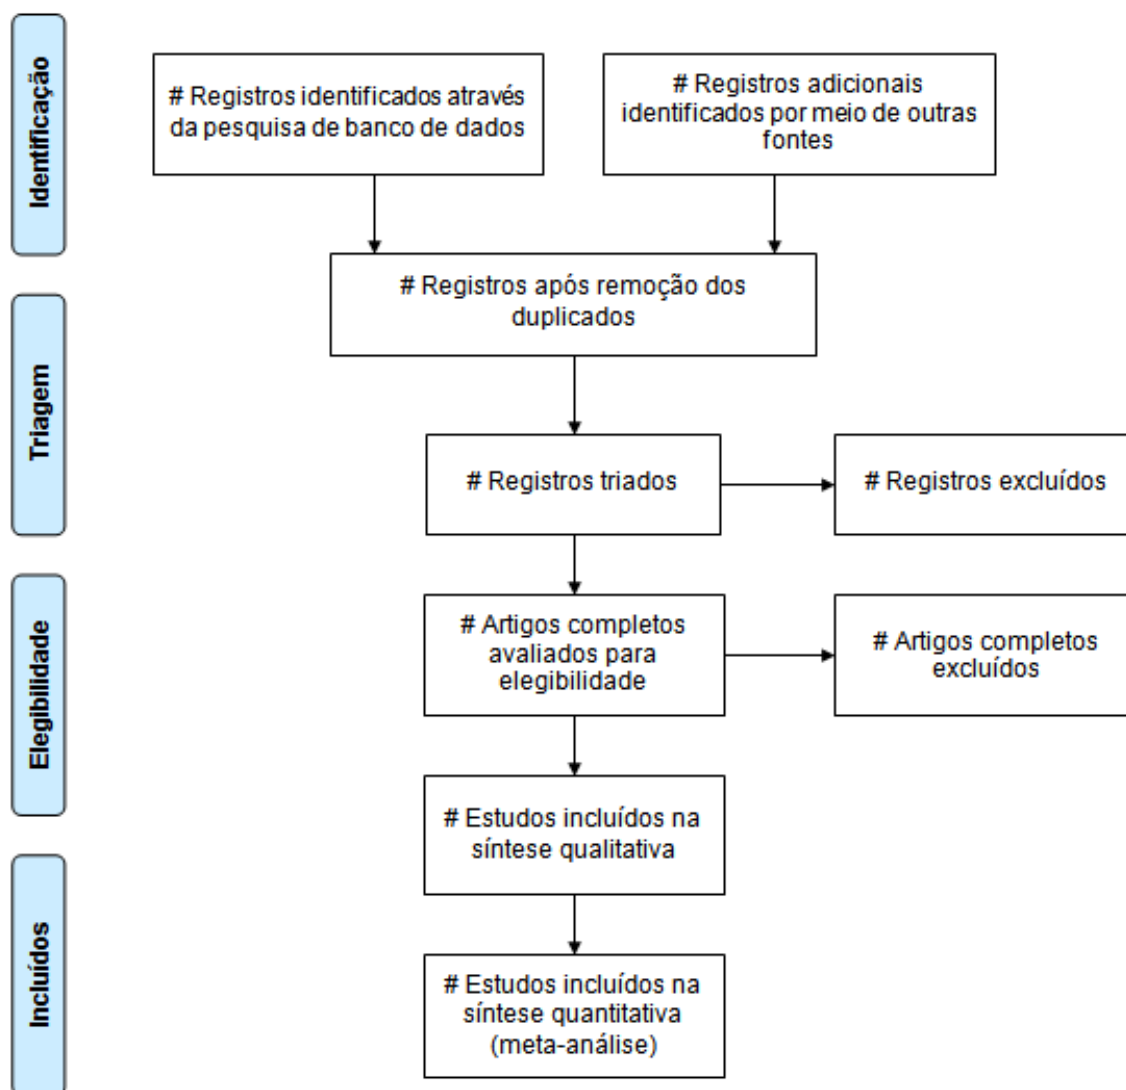 Identificação
# Registros identificados através
da pesquisa de banco de dados
# Registros adicionais
identificados por meio de outras
fontes
# Registros após remoção dos
duplicados
Triagem
# Registros triados
# Registros excluídos
Elegibilidade
# Artigos completos
avaliados para
elegibilidade
# Artigos completos
excluídos
# Estudos incluídos na
síntese qualitativa
Incluídos
# Estudos incluídos na
síntese quantitativa
(meta-análise)